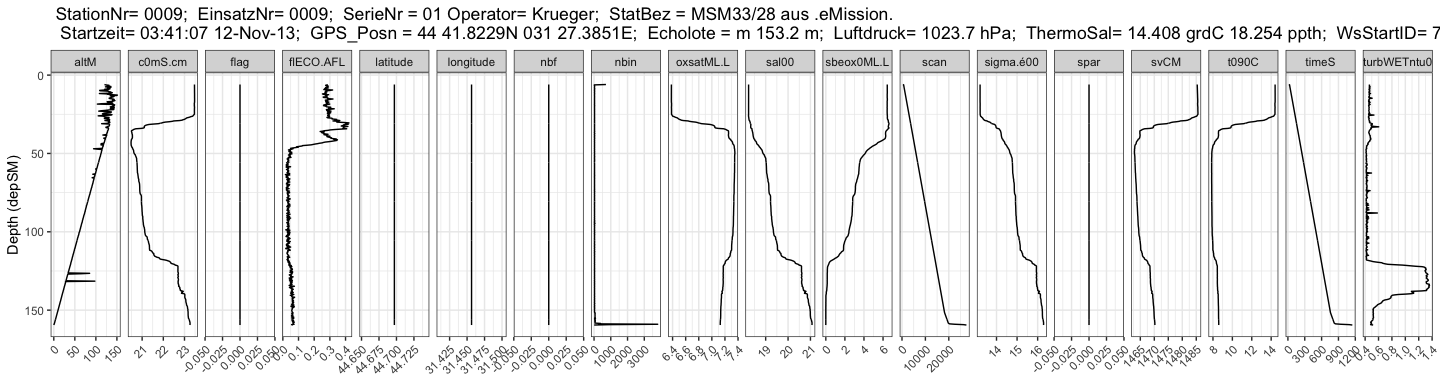 StationNr= 0009;  EinsatzNr= 0009;  SerieNr = 01 Operator= Krueger;  StatBez = MSM33/28 aus .eMission.
Startzeit= 03:41:07 12-Nov-13;  GPS_Posn = 44 41.8229N 031 27.3851E;  Echolote = m 153.2 m;  Luftdruck= 1023.7 hPa;  ThermoSal= 14.408 grdC 18.254 ppth;  WsStartID= 7
altM c0mS.cm flag flECO.AFL latitude longitude nbf nbin oxsatML.L sal00 sbeox0ML.L scan sigma.é00 spar svCM t090C timeS turbWETntu0
0
50
100
150
Depth (depSM)
0 50 100 150 21 22 23 -0.050 -0.025 0.000 0.025 0.050 0.0 0.1 0.2 0.3 0.4 44.650 44.675 44.700 44.725 31.425 31.450 31.475 31.500 -0.050 -0.025 0.000 0.025 0.050 0 1000 2000 3000 6.4 6.6 6.8 7.0 7.2 7.4 19 20 21 0 2 4 6 0 10000 20000 14 15 16 -0.050 -0.025 0.000 0.025 0.050 1465 1470 1475 1480 1485 8 10 12 14 0 300 600 900 1200 0.4 0.6 0.8 1.0 1.2 1.4